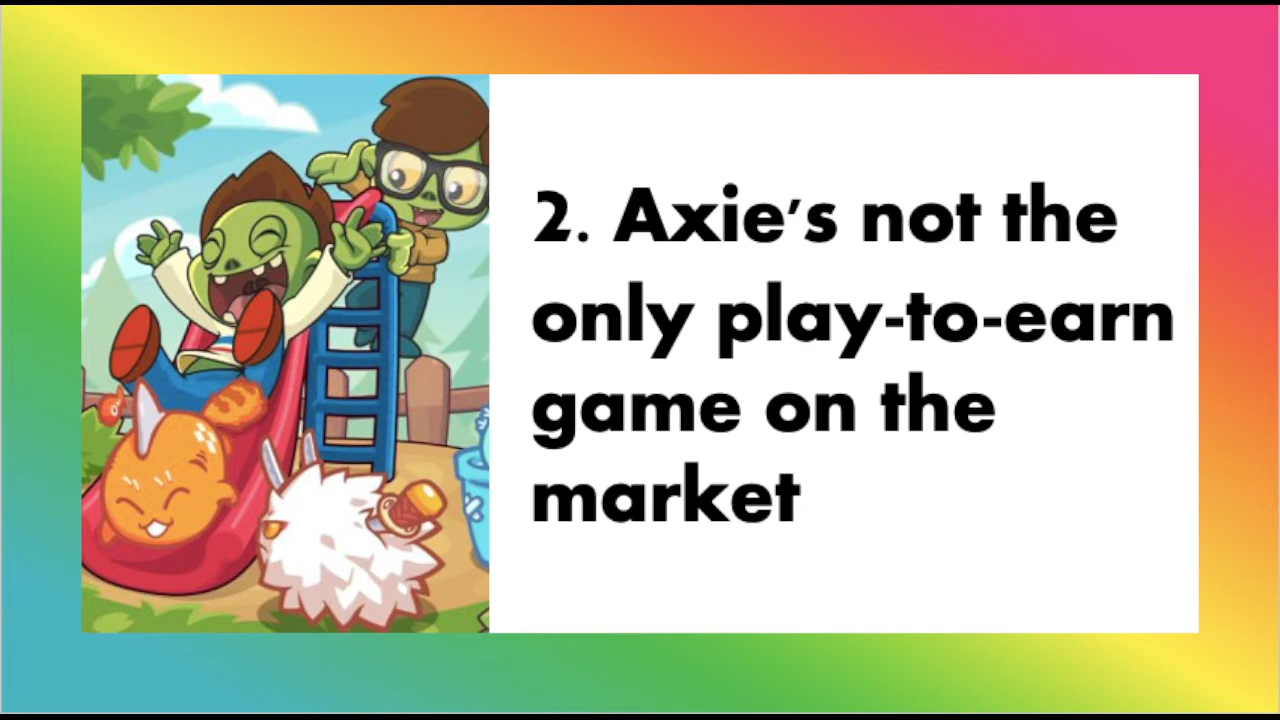 2. Axie's not the
only play-to-earn
game on the
market